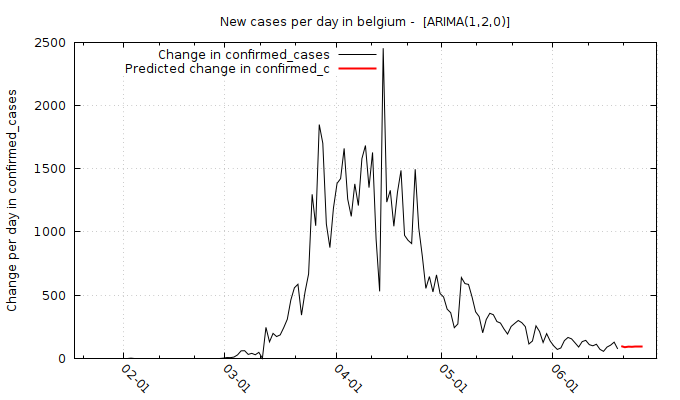 New cases per day in belgium -  [ARIMA(1,2,0)]
Change in confirmed_cases
Predicted change in confirmed_c
Change per day in confirmed_cases
2500
2000
1500
1000
500
0
02-01
03-01
04-01
05-01
06-01